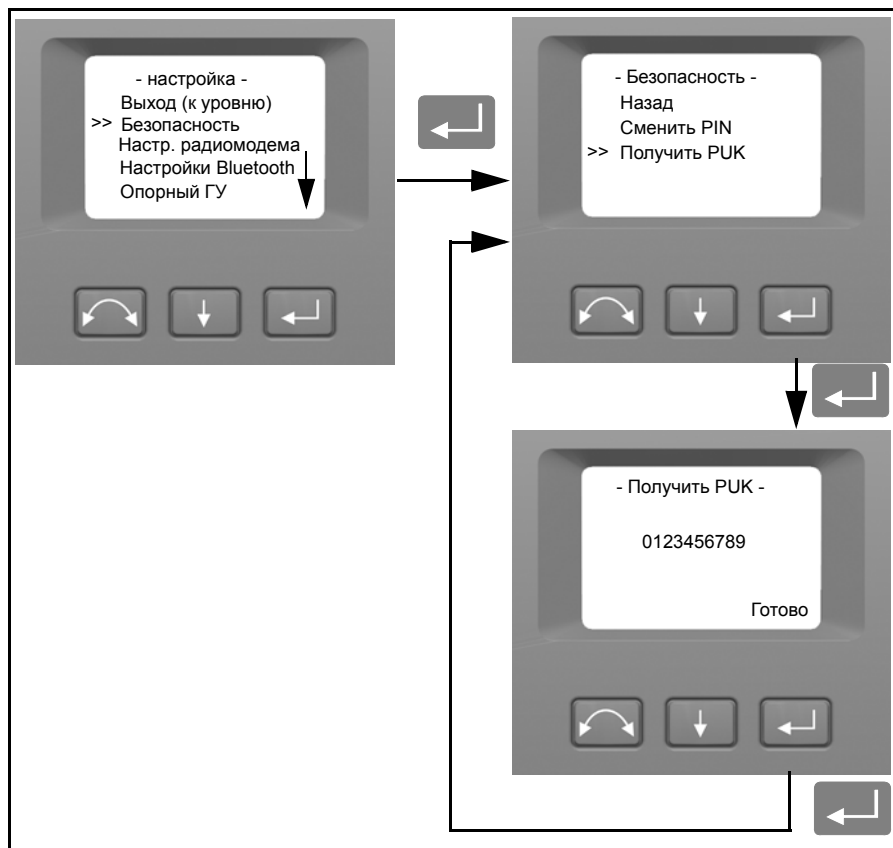 - настройка -
Выход (к уровню)
>> Безопасность
Настр. радиомодема
Настройки Bluetooth
Опорный ГУ
- Безопасность -
Назад
Сменить PIN
>> Получить PUK
- Получить PUK -
0123456789
Готово